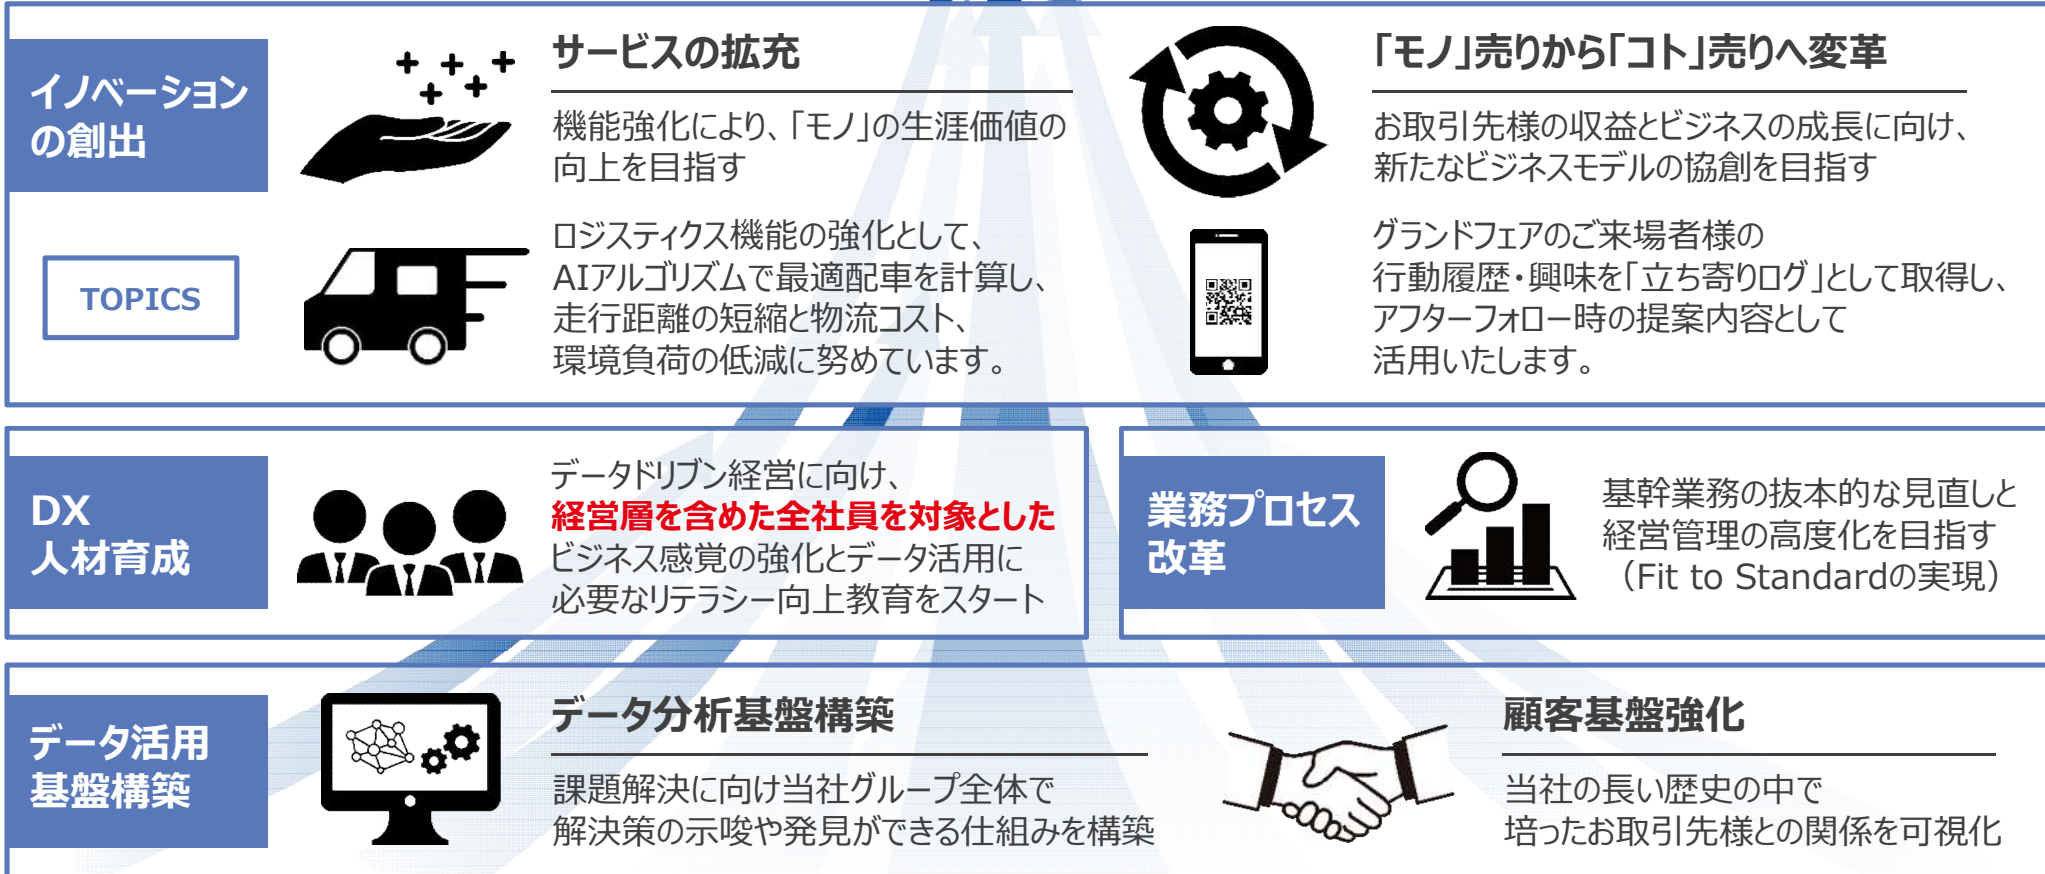 イノベーション
の創出
サービスの拡充
機能強化により、「モノ」の生涯価値の
向上を目指す
「モノ」売りから「コト」売りへ変革
お取引先様の収益とビジネスの成長に向け、
新たなビジネスモデルの協創を目指す
TOPICS
ロジスティクス機能の強化として、
AIアルゴリズムで最適配車を計算し、
走行距離の短縮と物流コスト、
環境負荷の低減に努めています。
グランドフェアのご来場者様の
行動履歴・興味を「立ち寄りログ」として取得し、
アフターフォロー時の提案内容として
活用いたします。
DX
人材育成
データドリブン経営に向け、
経営層を含めた全社員を対象とした
ビジネス感覚の強化とデータ活用に
必要なリテラシー向上教育をスタート
業務プロセス
改革
基幹業務の抜本的な見直しと
経営管理の高度化を目指す
（Fit to Standardの実現）
データ活用
基盤構築
データ分析基盤構築
課題解決に向け当社グループ全体で
解決策の示唆や発見ができる仕組みを構築
顧客基盤強化
当社の長い歴史の中で
培ったお取引先様との関係を可視化